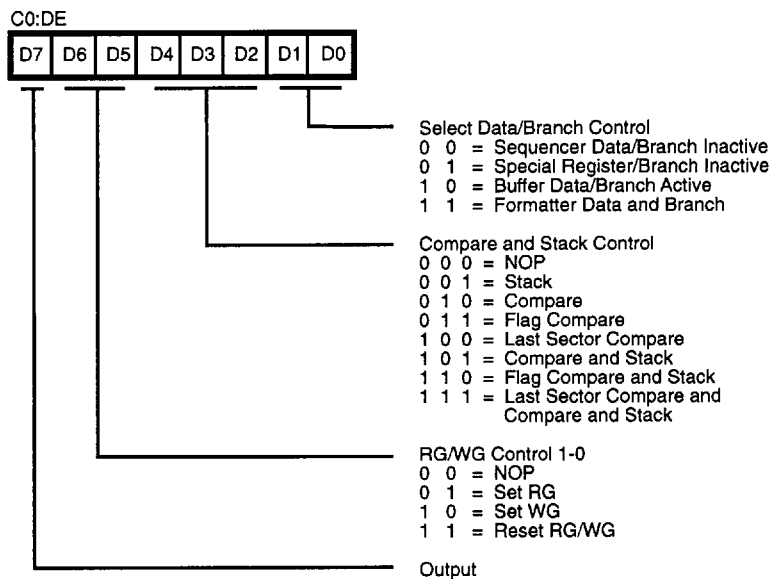 C0:DE
D7 D6 D5 D4 D3 D2 D1 D0
Select Data/Branch Control
0 0 = Sequencer Data/Branch Inactive
0 1 = Special Register/Branch Inactive
1 0 = Buffer Data/Branch Active
1 1 = Formatter Data and Branch
Compare and Stack Control
0 0 0 = NOP
0 0 1 = Stack
0 1 0 = Compare
0 1 1 = Flag Compare
1 0 0 = Last Sector Compare
1 0 1 = Compare and Stack
1 1 0 = Flag Compare and Stack
1 1 1 = Last Sector Compare and
Compare and Stack
RG/WG Control 1-0
0 0 = NOP
0 1 = Set RG
1 0 = Set WG
1 1 = Reset RG/WG
Output